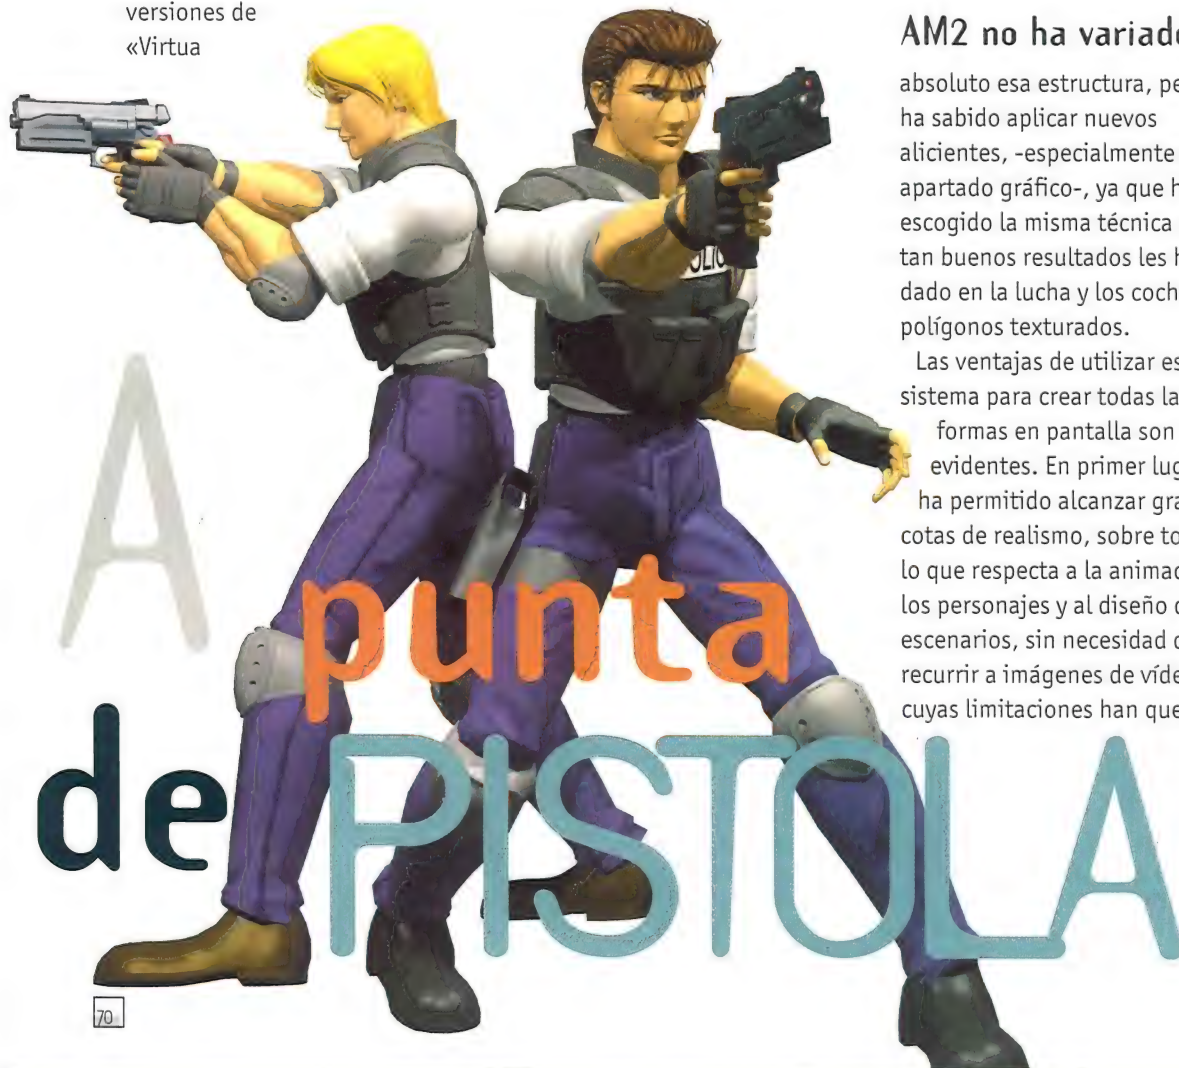 versiones de
«Virtua
AM2 no ha variado
absoluto esa estructura, pe
ha sabido aplicar nuevos
alicientes, -especialmente
apartado gráfico-, ya que h
escogido la misma técnica
tan buenos resultados les h
dado en la lucha y los coch
polígonos texturados.
Las ventajas de utilizar es
sistema para crear todas la
formas en pantalla son
evidentes. En primer lug
ha permitido alcanzar gra
cotas de realismo, sobre to
lo que respecta a la animac
los personajes y al diseño d
escenarios, sin necesidad d
recurrir a imágenes de víde
cuyas limitaciones han que
A
punta
de PISTOLA
70